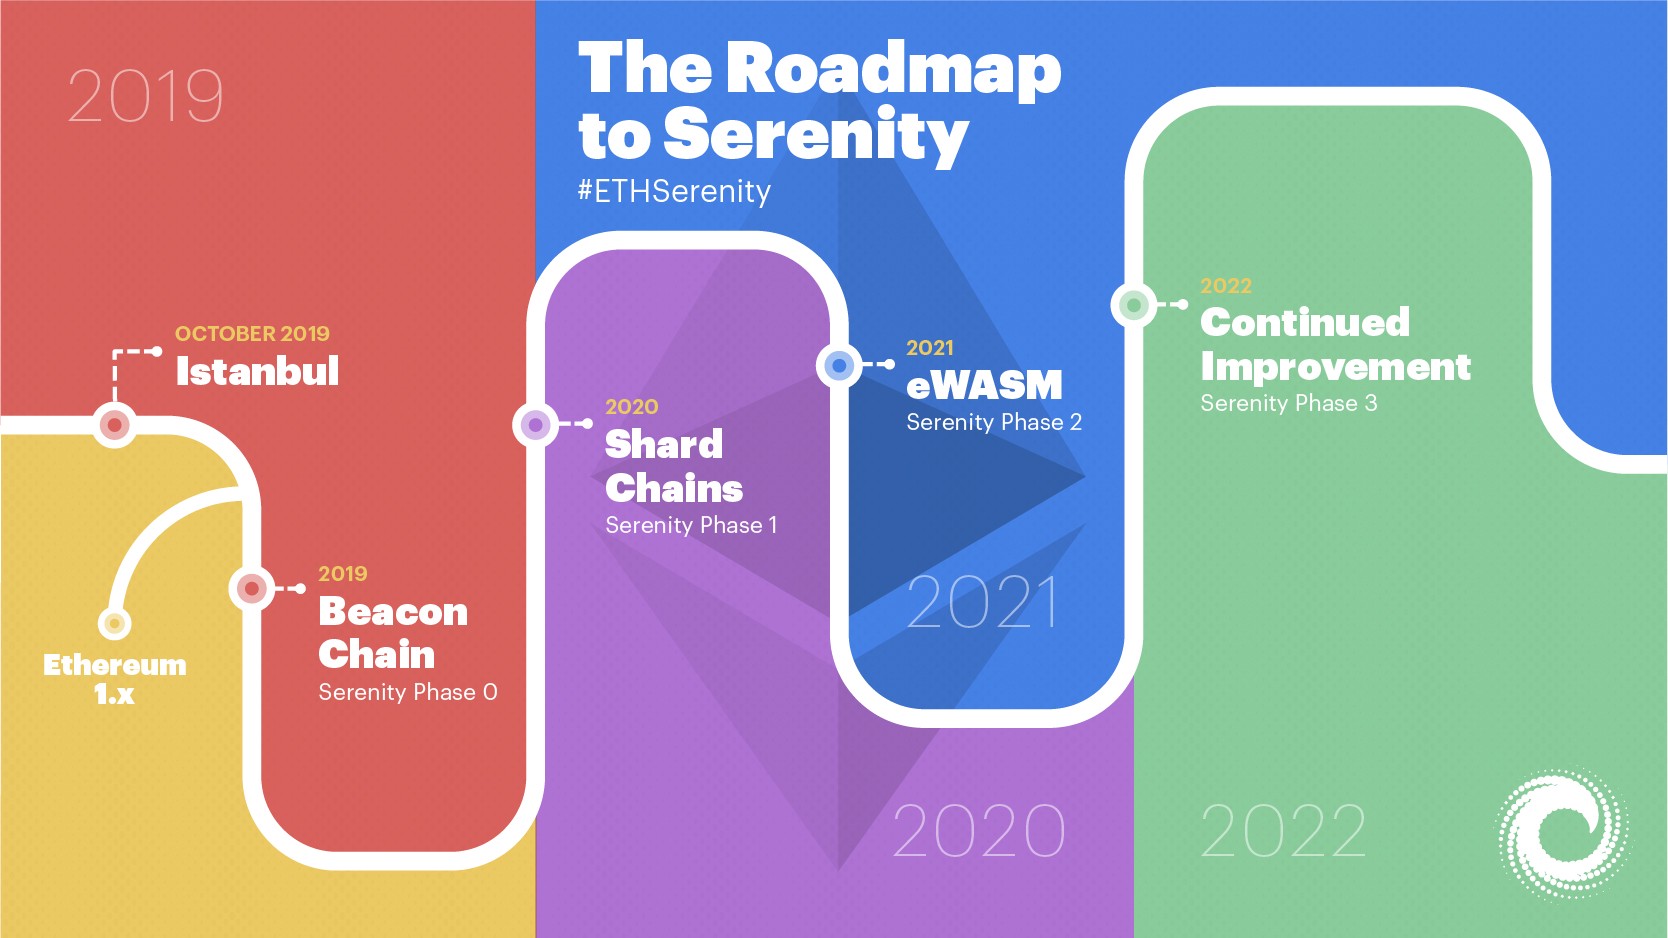 2019
The Roadmap
to Serenity
#ETHSerenity
OCTOBER 2019
Istanbul
Ethereum
1.x
2019
Beacon
Chain
Serenity Phase 0
2020
Shard
Chains
Serenity Phase 1
2021
eWASM
Serenity Phase 2
2021
2020
2022
Continued
Improvement
Serenity Phase 3
2022